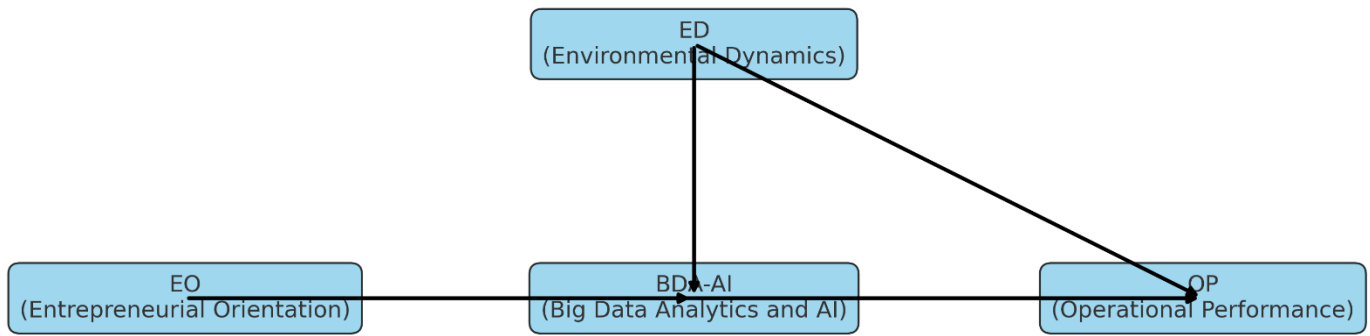 ED
(Environmental Dynamics)
EO
(Entrepreneurial Orientation)
BDA-AI
(Big Data Analytics and AI)
OP
(Operational Performance)